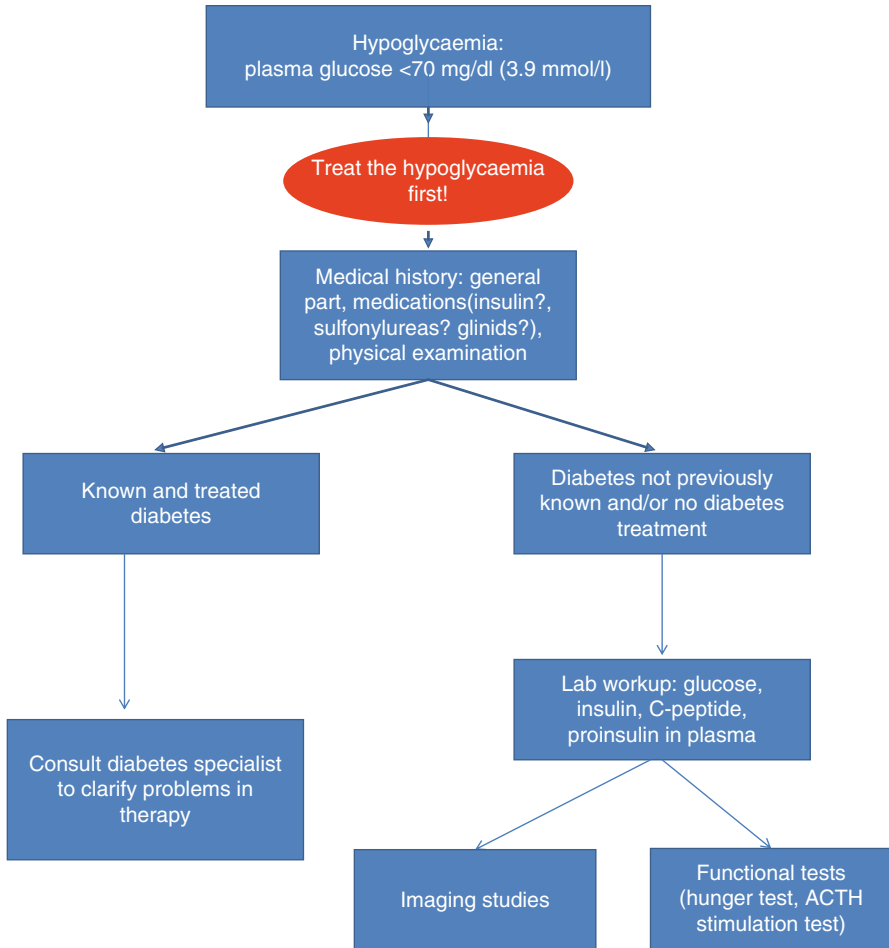 Hypoglycaemia:
plasma glucose <70 mg/dl (3.9 mmol/l)
Treat the hypoglycaemia
first!
Medical history: general
part, medications(insulin?,
sulfonylureas? glinids?),
physical examination
Known and treated
diabetes
Diabetes not previously
known and/or no diabetes
treatment
Consult diabetes specialist
to clarify problems in
therapy
Lab workup: glucose,
insulin, C-peptide,
proinsulin in plasma
Imaging studies
Functional tests
(hunger test, ACTH
stimulation test)